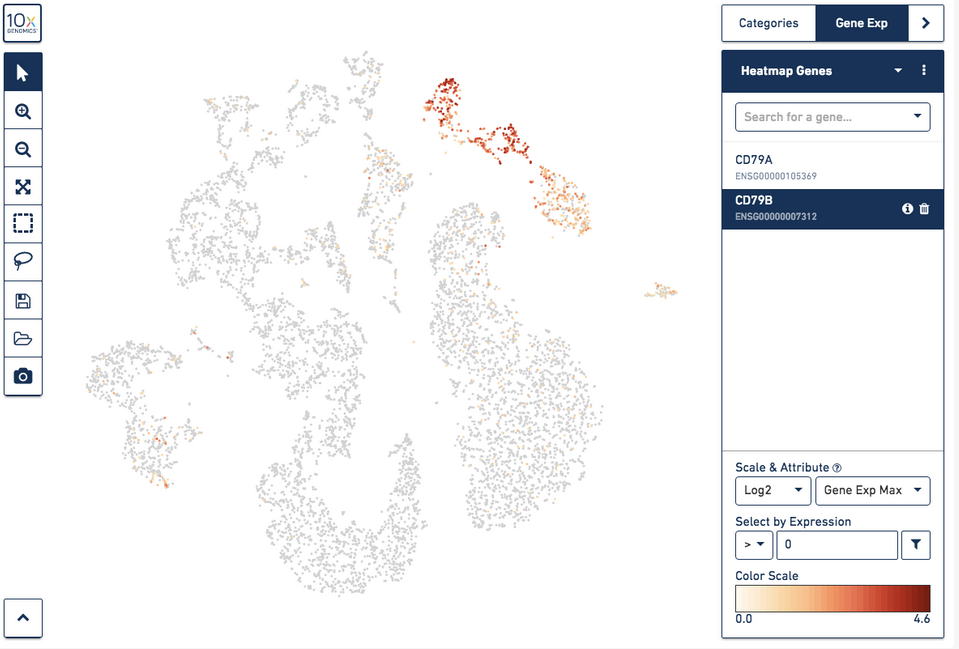 10x
GENOMICS
Categories
Gene Exp
Heatmap Genes
Search for a gene...
CD79A
ENSG00000105369
CD79B
ENSG00000007312
Scale & Attribute
Log2
Gene Exp Max
Select by Expression
>
0
Color Scale
0.0
4.6